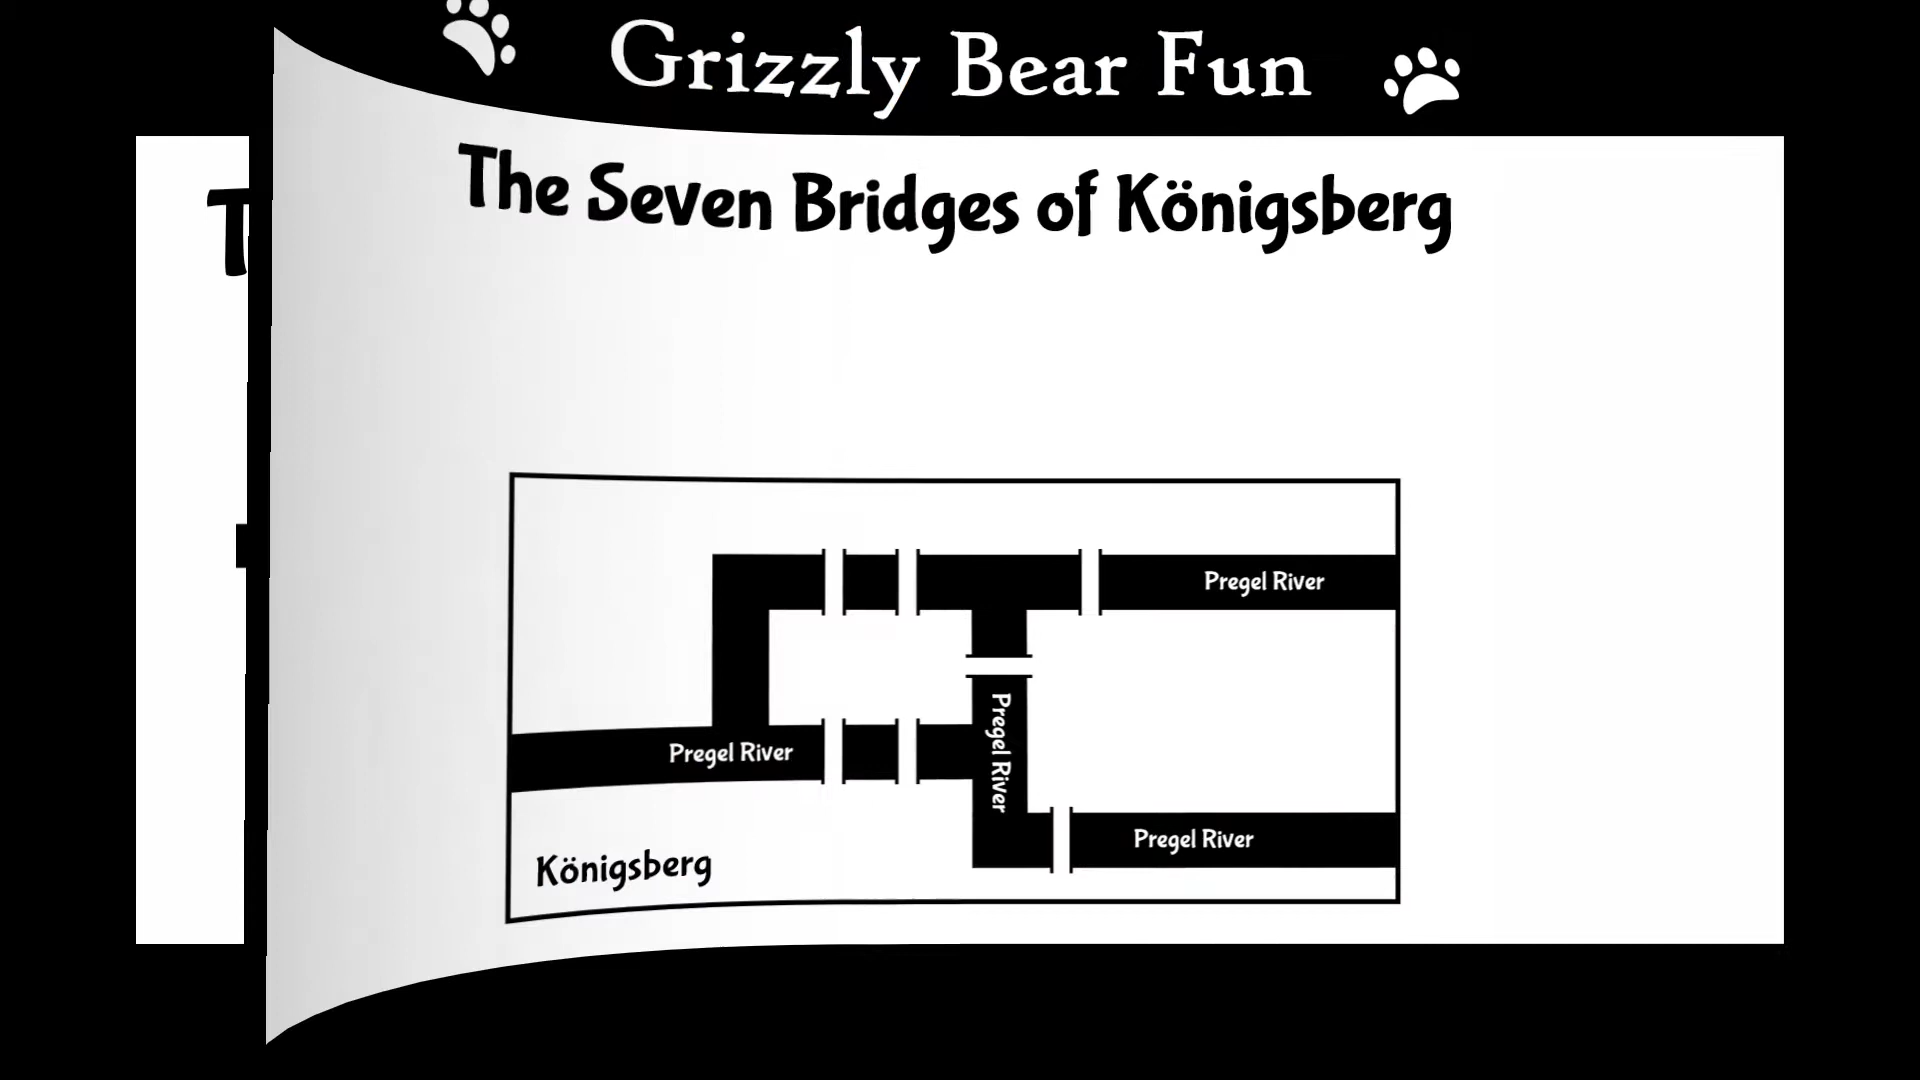 Grizzly Bear Fun
The Seven Bridges of Königsberg
T
Pregel River
Pregel River
Pregel River
Pregel River
Königsberg